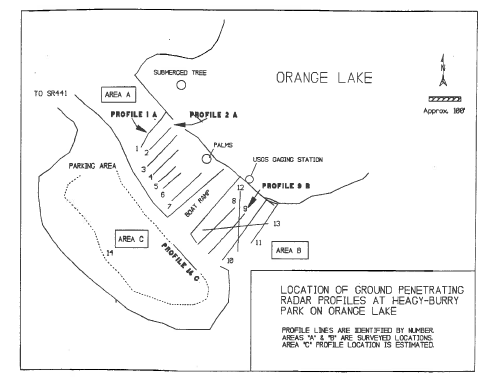 SUBMERGED TREE
ORANGE LAKE
N
TO SR441
AREA A
Approx. 100'
PROFILE 1 A
PROFILE 2 A
1
2
PALMS
USGS GAGING STATION
PARKING AREA
3
4
5
6
7
PROFILE 9 B
12
8
9
BOAT RAMP
13
AREA C
11
AREA B
14
PROFILE 14 C
10
LOCATION OF GROUND PENETRATING
RADAR PROFILES AT HEAGY-BURRY
PARK ON ORANGE LAKE
PROFILE LINES ARE IDENTIFIED BY NUMBER.
AREAS "A" & "B" ARE SURVEYED LOCATIONS.
AREA "C" PROFILE LOCATION IS ESTIMATED.